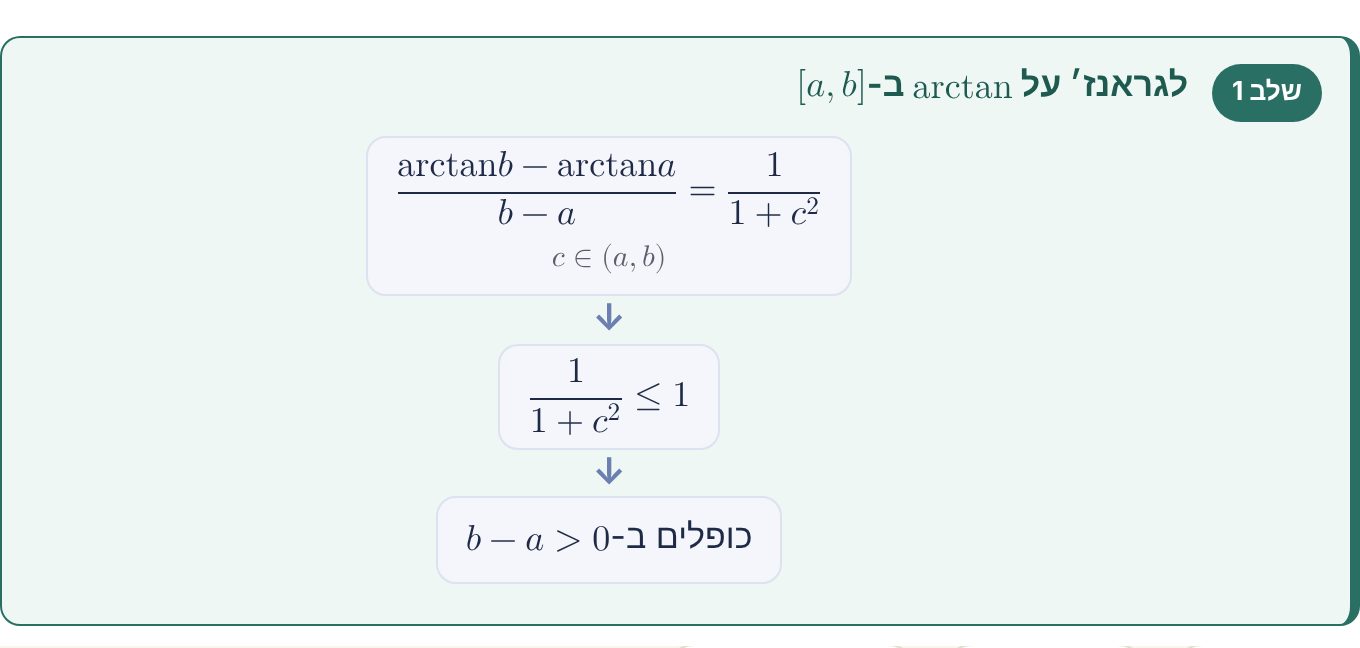 שלב 1
לגראנז׳ על arctan ב-[a, b]
(arctan b − arctan a) / (b − a) = 1 / (1 + c²)
c ∈ (a, b)
↓
1 / (1 + c²) ≤ 1
↓
כופלים ב-b − a > 0